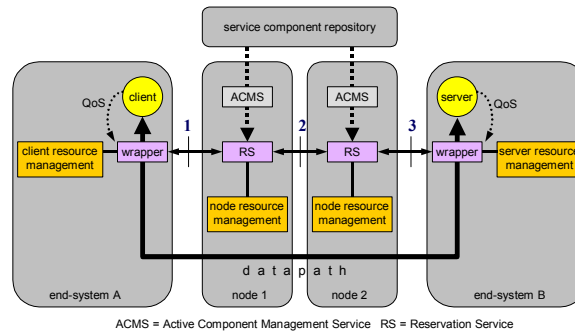 service component repository
client
server
QoS
QoS
ACMS
ACMS
1
2
3
client resource
management
wrapper
RS
RS
wrapper
server resource
management
node resource
management
node resource
management
datapath
end-system A
node 1
node 2
end-system B
ACMS = Active Component Management Service RS = Reservation Service